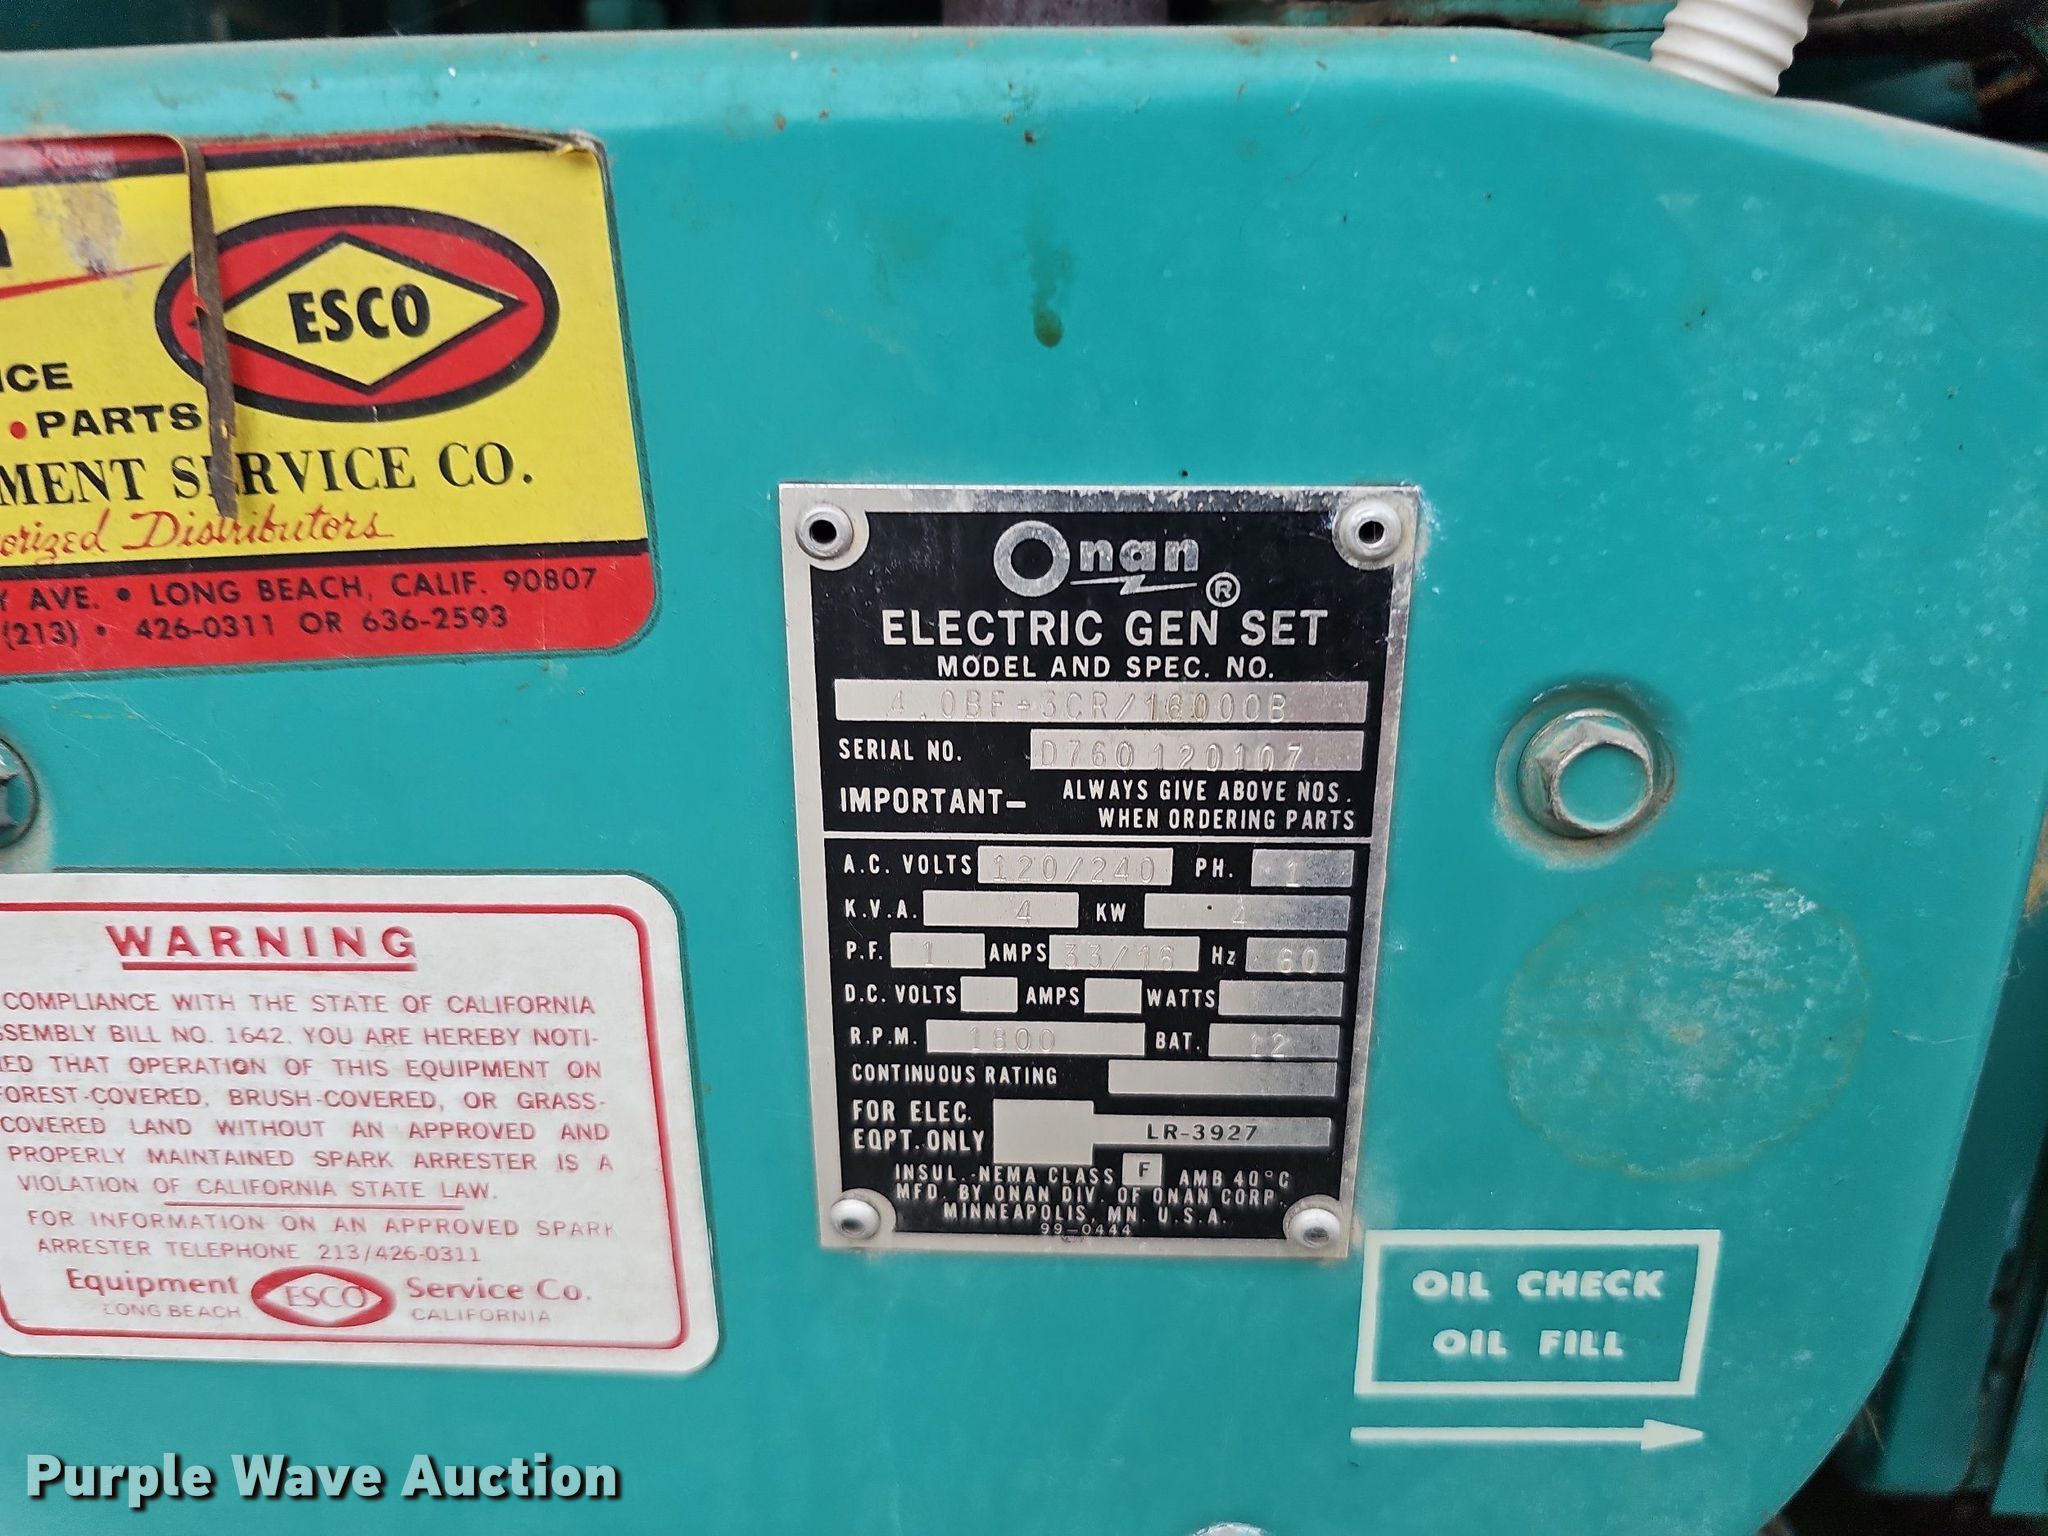 ESCO
ICE
• PARTS
MENT SERVICE CO.
orized Distributors
Y AVE. • LONG BEACH, CALIF. 90807
(213) • 426-0311 OR 636-2593
WARNING
COMPLIANCE WITH THE STATE OF CALIFORNIA
SSEMBLY BILL NO. 1642. YOU ARE HEREBY NOTI-
IED THAT OPERATION OF THIS EQUIPMENT ON
FOREST-COVERED, BRUSH-COVERED, OR GRASS-
COVERED LAND WITHOUT AN APPROVED AND
PROPERLY MAINTAINED SPARK ARRESTER IS A
VIOLATION OF CALIFORNIA STATE LAW.
FOR INFORMATION ON AN APPROVED SPARK
ARRESTER TELEPHONE 213/426-0311
Equipment ESCO Service Co.
LONG BEACH CALIFORNIA
Onan ®
ELECTRIC GEN SET
MODEL AND SPEC. NO.
4.0BF-3CR/16000B
SERIAL NO. D760120107
IMPORTANT— ALWAYS GIVE ABOVE NOS.
WHEN ORDERING PARTS
A.C. VOLTS 120/240 PH. 1
K.V.A. 4 KW 4
P.F. 1 AMPS 33/16 Hz 60
D.C. VOLTS AMPS WATTS
R.P.M. 1800 BAT. 12
CONTINUOUS RATING
FOR ELEC.
EQPT. ONLY LR-3927
INSUL.-NEMA CLASS F AMB 40°C
MFD. BY ONAN DIV. OF ONAN CORP.
MINNEAPOLIS, MN. U.S.A.
99-0444
OIL CHECK
OIL FILL
Purple Wave Auction